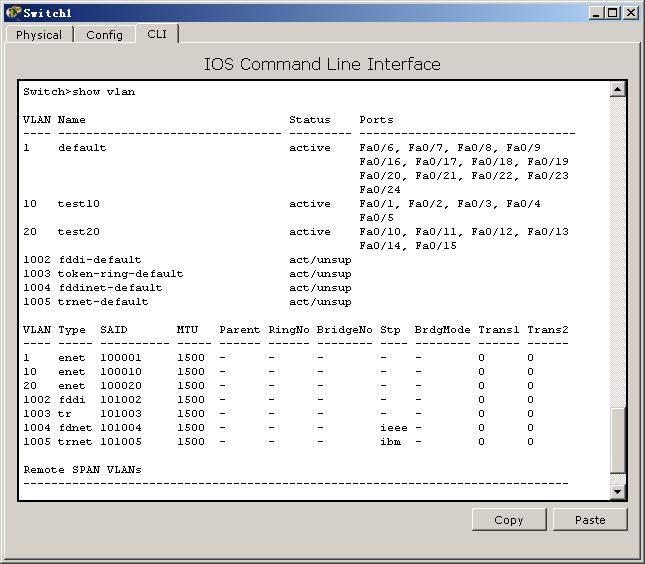 Switch1
Physical Config CLI
IOS Command Line Interface
Switch>show vlan
VLAN Name                             Status    Ports
---- -------------------------------- --------- -------------------------------
1    default                          active    Fa0/6, Fa0/7, Fa0/8, Fa0/9
                                                Fa0/16, Fa0/17, Fa0/18, Fa0/19
                                                Fa0/20, Fa0/21, Fa0/22, Fa0/23
                                                Fa0/24
10   test10                           active    Fa0/1, Fa0/2, Fa0/3, Fa0/4
                                                Fa0/5
20   test20                           active    Fa0/10, Fa0/11, Fa0/12, Fa0/13
                                                Fa0/14, Fa0/15
1002 fddi-default                     act/unsup
1003 token-ring-default               act/unsup
1004 fddinet-default                  act/unsup
1005 trnet-default                    act/unsup
VLAN Type  SAID       MTU   Parent RingNo BridgeNo Stp  BrdgMode Trans1 Trans2
---- ----- ---------- ----- ------ ------ -------- ---- -------- ------ ------
1    enet  100001     1500  -      -      -        -    -        0      0
10   enet  100010     1500  -      -      -        -    -        0      0
20   enet  100020     1500  -      -      -        -    -        0      0
1002 fddi  101002     1500  -      -      -        -    -        0      0
1003 tr    101003     1500  -      -      -        -    -        0      0
1004 fdnet 101004     1500  -      -      -        ieee -        0      0
1005 trnet 101005     1500  -      -      -        ibm  -        0      0
Remote SPAN VLANs
------------------------------------------------------------------------------
Copy Paste